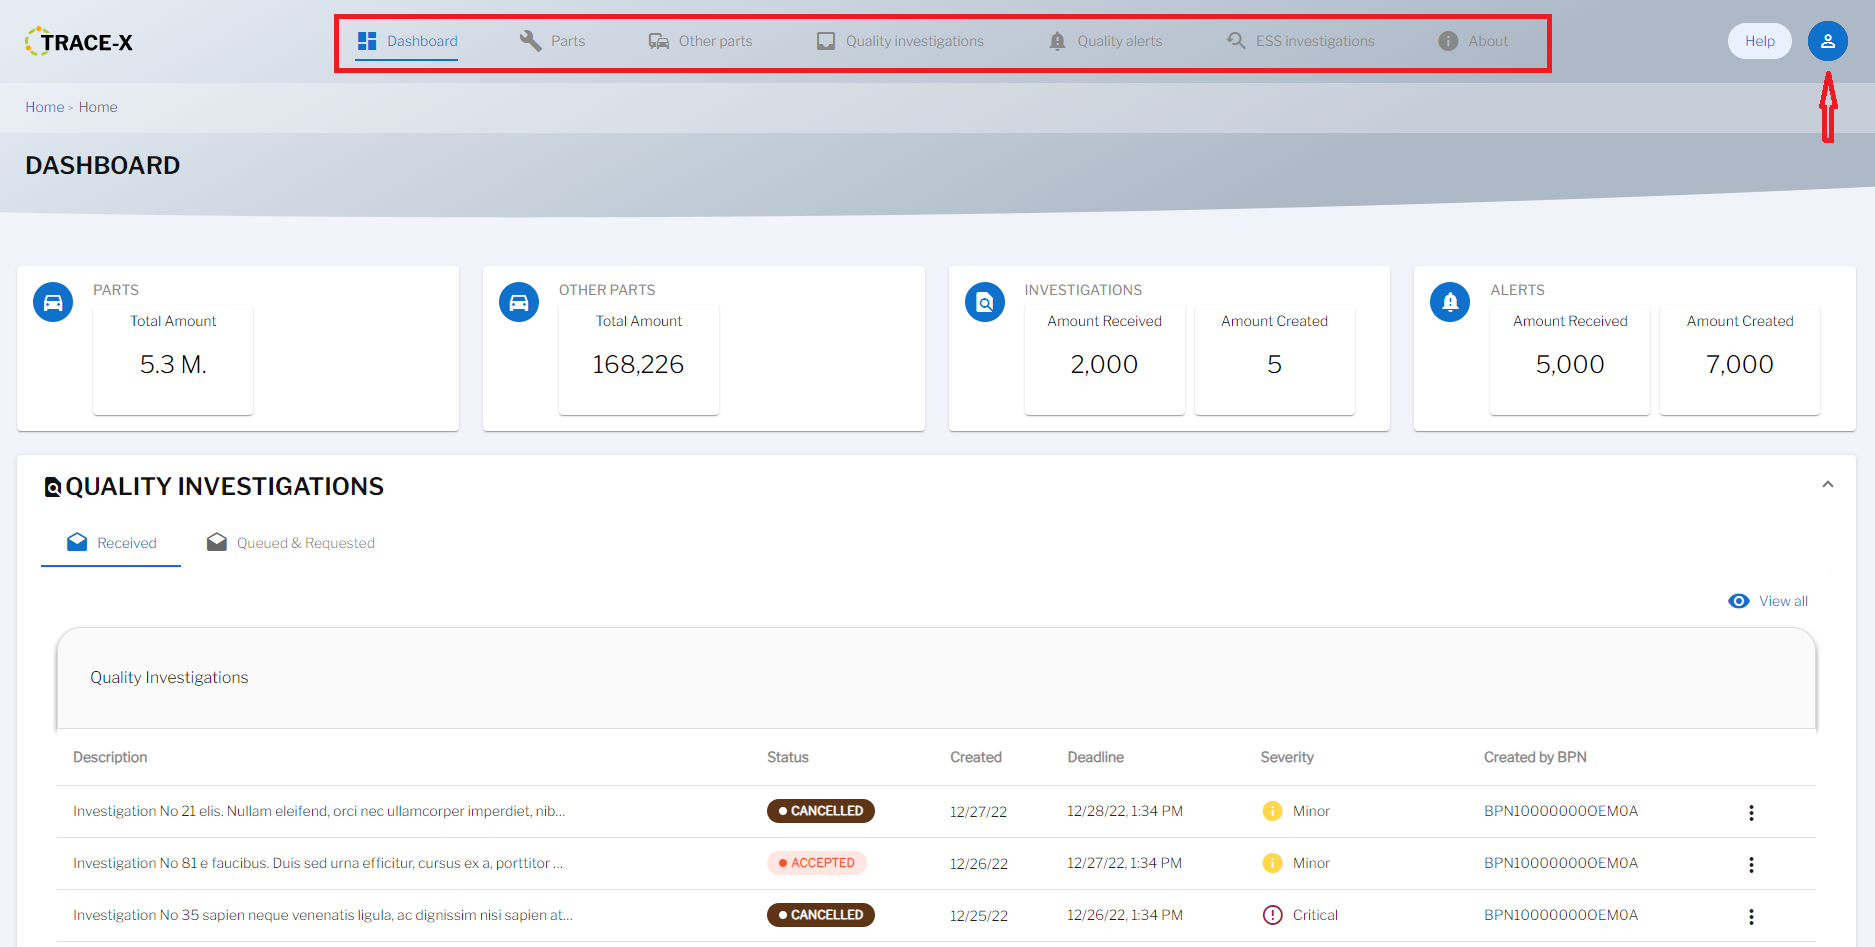 TRACE-X
Dashboard Parts Other parts Quality investigations Quality alerts ESS investigations About Help
Home > Home
DASHBOARD
PARTS
Total Amount
5.3 M.
OTHER PARTS
Total Amount
168,226
INVESTIGATIONS
Amount Received Amount Created
2,000 5
ALERTS
Amount Received Amount Created
5,000 7,000
QUALITY INVESTIGATIONS
Received Queued & Requested
View all
Quality Investigations
Description Status Created Deadline Severity Created by BPN
Investigation No 21 elis. Nullam eleifend, orci nec ullamcorper imperdiet, nib... CANCELLED 12/27/22 12/28/22, 1:34 PM Minor BPN10000000OEM0A
Investigation No 81 e faucibus. Duis sed urna efficitur, cursus ex a, porttitor ... ACCEPTED 12/26/22 12/27/22, 1:34 PM Minor BPN10000000OEM0A
Investigation No 35 sapien neque venenatis ligula, ac dignissim nisi sapien at... CANCELLED 12/25/22 12/26/22, 1:34 PM Critical BPN10000000OEM0A